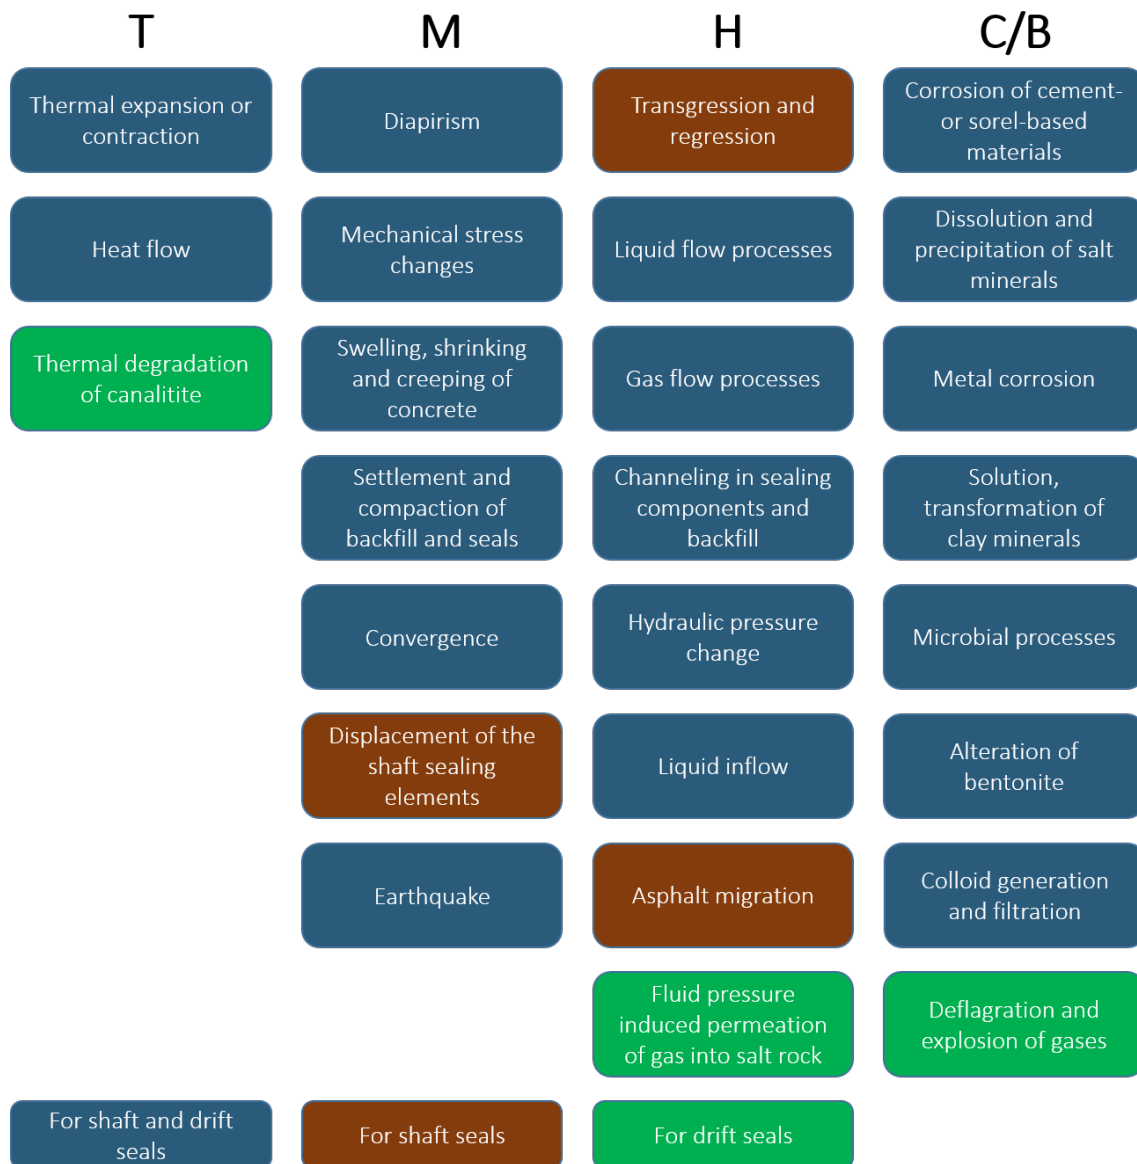 T
M
H
C/B
Thermal expansion or
contraction
Diapirism
Transgression and
regression
Corrosion of cement-
or sorel-based
materials
Heat flow
Mechanical stress
changes
Liquid flow processes
Dissolution and
precipitation of salt
minerals
Thermal degradation
of canalitite
Swelling, shrinking
and creeping of
concrete
Gas flow processes
Metal corrosion
Settlement and
compaction of
backfill and seals
Channeling in sealing
components and
backfill
Solution,
transformation of
clay minerals
Convergence
Hydraulic pressure
change
Microbial processes
Displacement of the
shaft sealing
elements
Liquid inflow
Alteration of
bentonite
Earthquake
Asphalt migration
Colloid generation
and filtration
Fluid pressure
induced permeation
of gas into salt rock
Deflagration and
explosion of gases
For shaft and drift
seals
For shaft seals
For drift seals